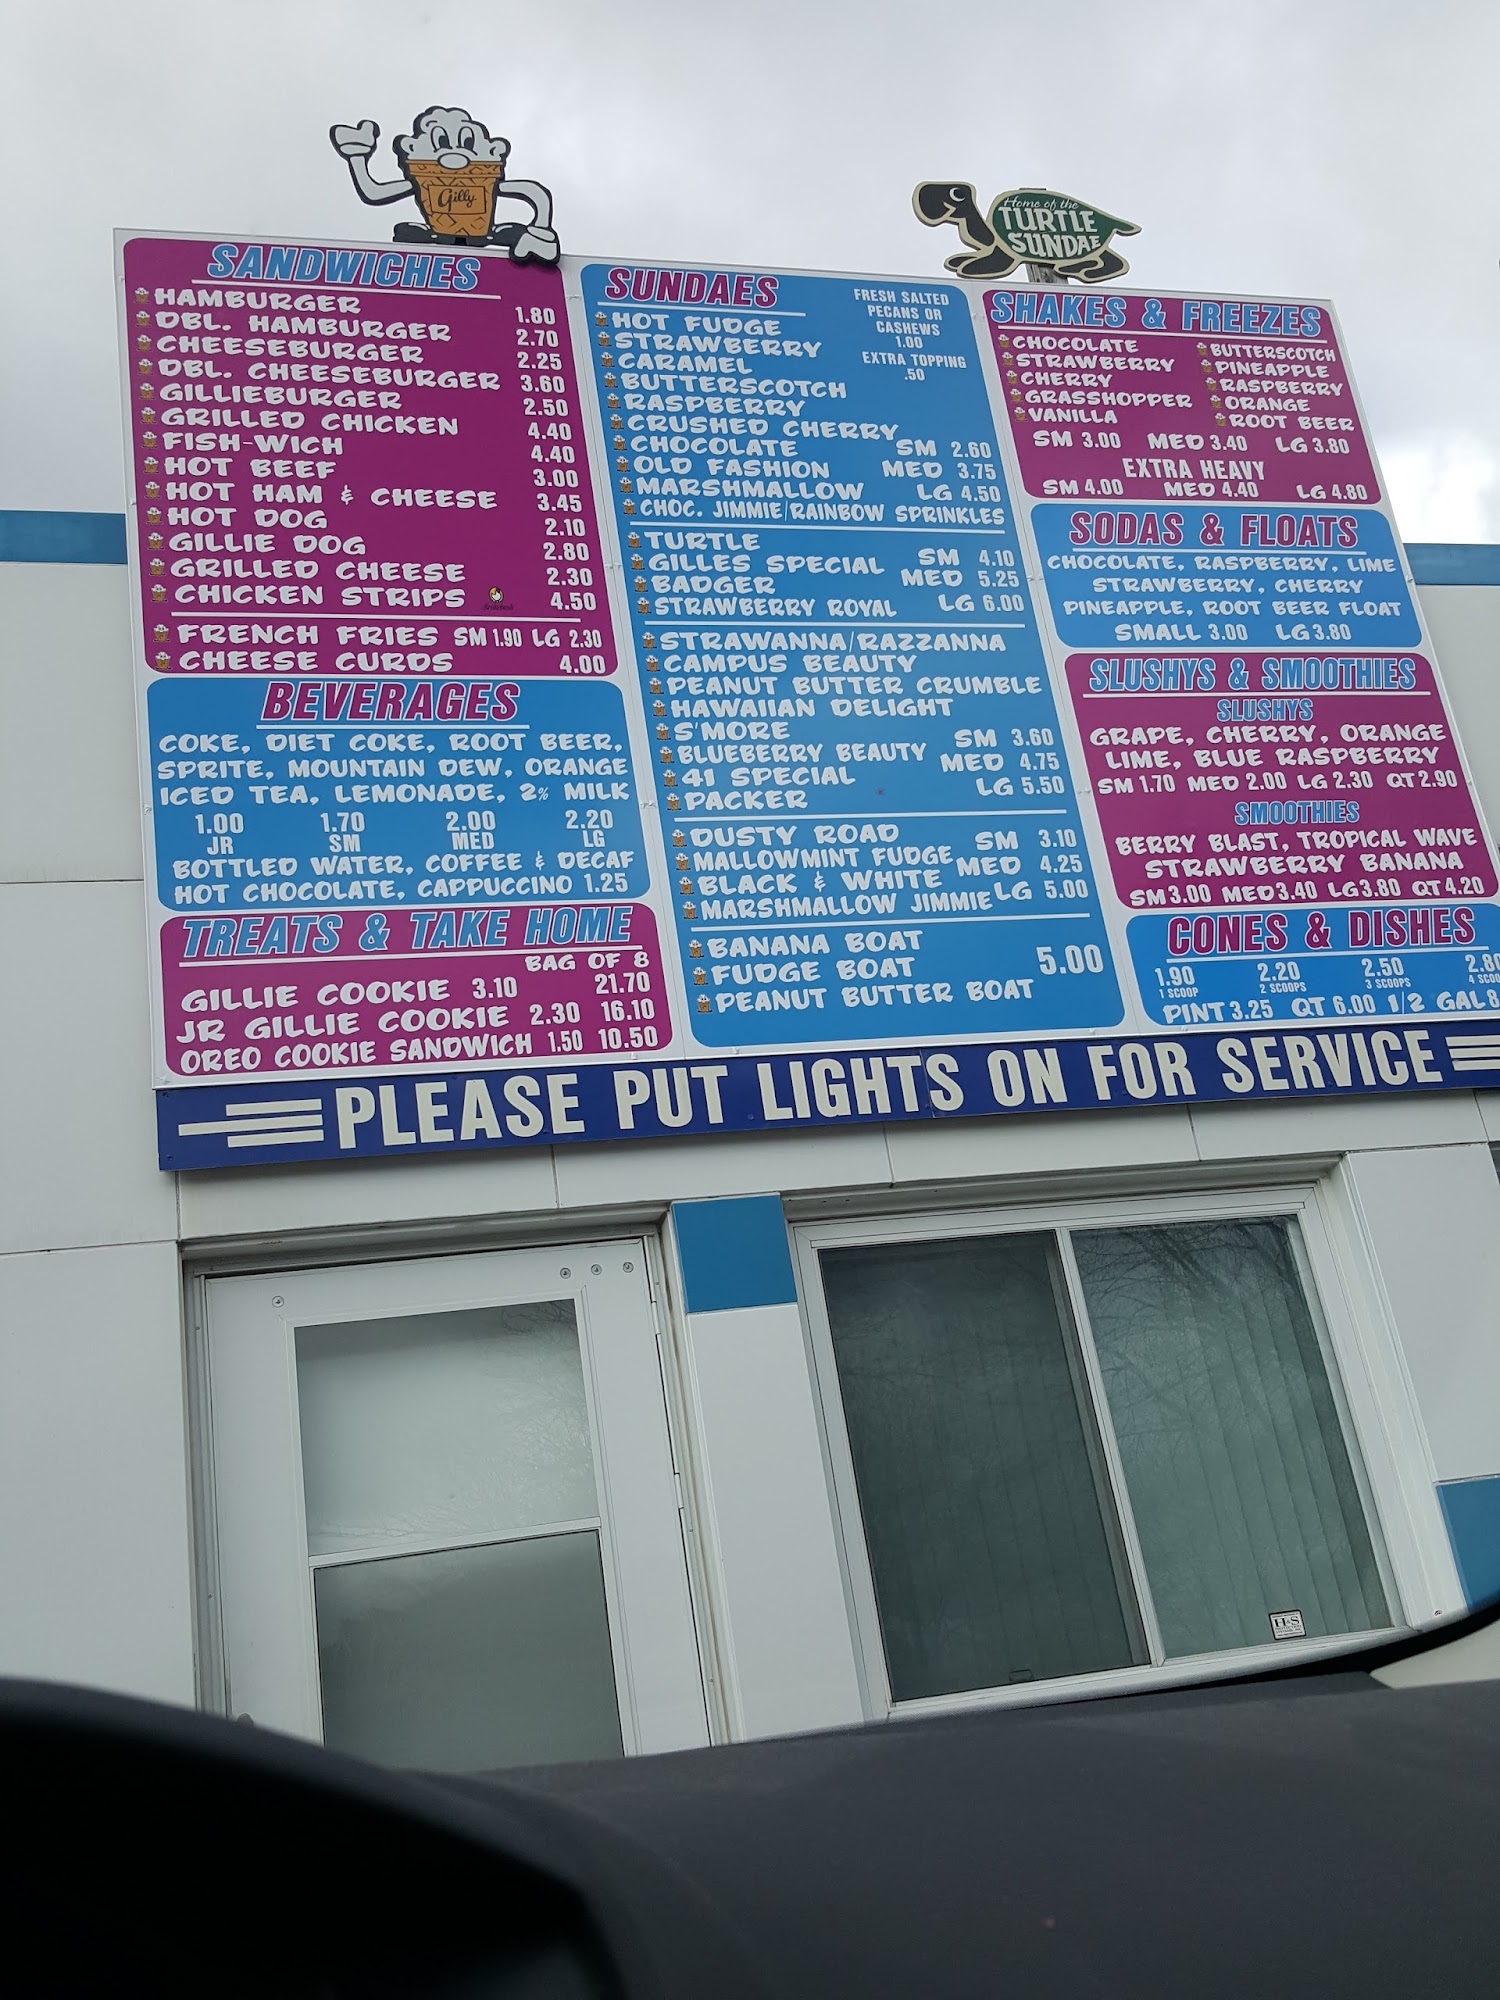 Gilly
Home of the
TURTLE
SUNDAE
SANDWICHES
HAMBURGER 1.80
DBL. HAMBURGER 2.70
CHEESEBURGER 2.25
DBL. CHEESEBURGER 3.60
GILLIEBURGER 2.50
GRILLED CHICKEN 4.40
FISH-WICH 4.40
HOT BEEF 3.00
HOT HAM & CHEESE 3.45
HOT DOG 2.10
GILLIE DOG 2.80
GRILLED CHEESE 2.30
CHICKEN STRIPS 4.50
FRENCH FRIES SM 1.90 LG 2.30
CHEESE CURDS 4.00
BEVERAGES
COKE, DIET COKE, ROOT BEER,
SPRITE, MOUNTAIN DEW, ORANGE
ICED TEA, LEMONADE, 2% MILK
1.00 1.70 2.00 2.20
JR SM MED LG
BOTTLED WATER, COFFEE & DECAF
HOT CHOCOLATE, CAPPUCCINO 1.25
TREATS & TAKE HOME
BAG OF 8
GILLIE COOKIE 3.10 21.70
JR GILLIE COOKIE 2.30 16.10
OREO COOKIE SANDWICH 1.50 10.50
SUNDAES
FRESH SALTED
PECANS OR
CASHEWS
1.00
EXTRA TOPPING
.50
HOT FUDGE
STRAWBERRY
CARAMEL
BUTTERSCOTCH
RASPBERRY
CRUSHED CHERRY
CHOCOLATE SM 2.60
OLD FASHION MED 3.75
MARSHMALLOW LG 4.50
CHOC. JIMMIE/RAINBOW SPRINKLES
TURTLE
GILLES SPECIAL SM 4.10
BADGER MED 5.25
STRAWBERRY ROYAL LG 6.00
STRAWANNA/RAZZANNA
CAMPUS BEAUTY
PEANUT BUTTER CRUMBLE
HAWAIIAN DELIGHT
S'MORE SM 3.60
BLUEBERRY BEAUTY MED 4.75
41 SPECIAL LG 5.50
PACKER
DUSTY ROAD SM 3.10
MALLOWMINT FUDGE MED 4.25
BLACK & WHITE LG 5.00
MARSHMALLOW JIMMIE
BANANA BOAT
FUDGE BOAT 5.00
PEANUT BUTTER BOAT
SHAKES & FREEZES
CHOCOLATE BUTTERSCOTCH
STRAWBERRY PINEAPPLE
CHERRY RASPBERRY
GRASSHOPPER ORANGE
VANILLA ROOT BEER
SM 3.00 MED 3.40 LG 3.80
EXTRA HEAVY
SM 4.00 MED 4.40 LG 4.80
SODAS & FLOATS
CHOCOLATE, RASPBERRY, LIME
STRAWBERRY, CHERRY
PINEAPPLE, ROOT BEER FLOAT
SMALL 3.00 LG 3.80
SLUSHYS & SMOOTHIES
SLUSHYS
GRAPE, CHERRY, ORANGE
LIME, BLUE RASPBERRY
SM 1.70 MED 2.00 LG 2.30 QT 2.90
SMOOTHIES
BERRY BLAST, TROPICAL WAVE
STRAWBERRY BANANA
SM 3.00 MED 3.40 LG 3.80 QT 4.20
CONES & DISHES
1.90 2.20 2.50 2.80
1 SCOOP 2 SCOOPS 3 SCOOPS 4 SCOO
PINT 3.25 QT 6.00 1/2 GAL 8
PLEASE PUT LIGHTS ON FOR SERVICE
H&S